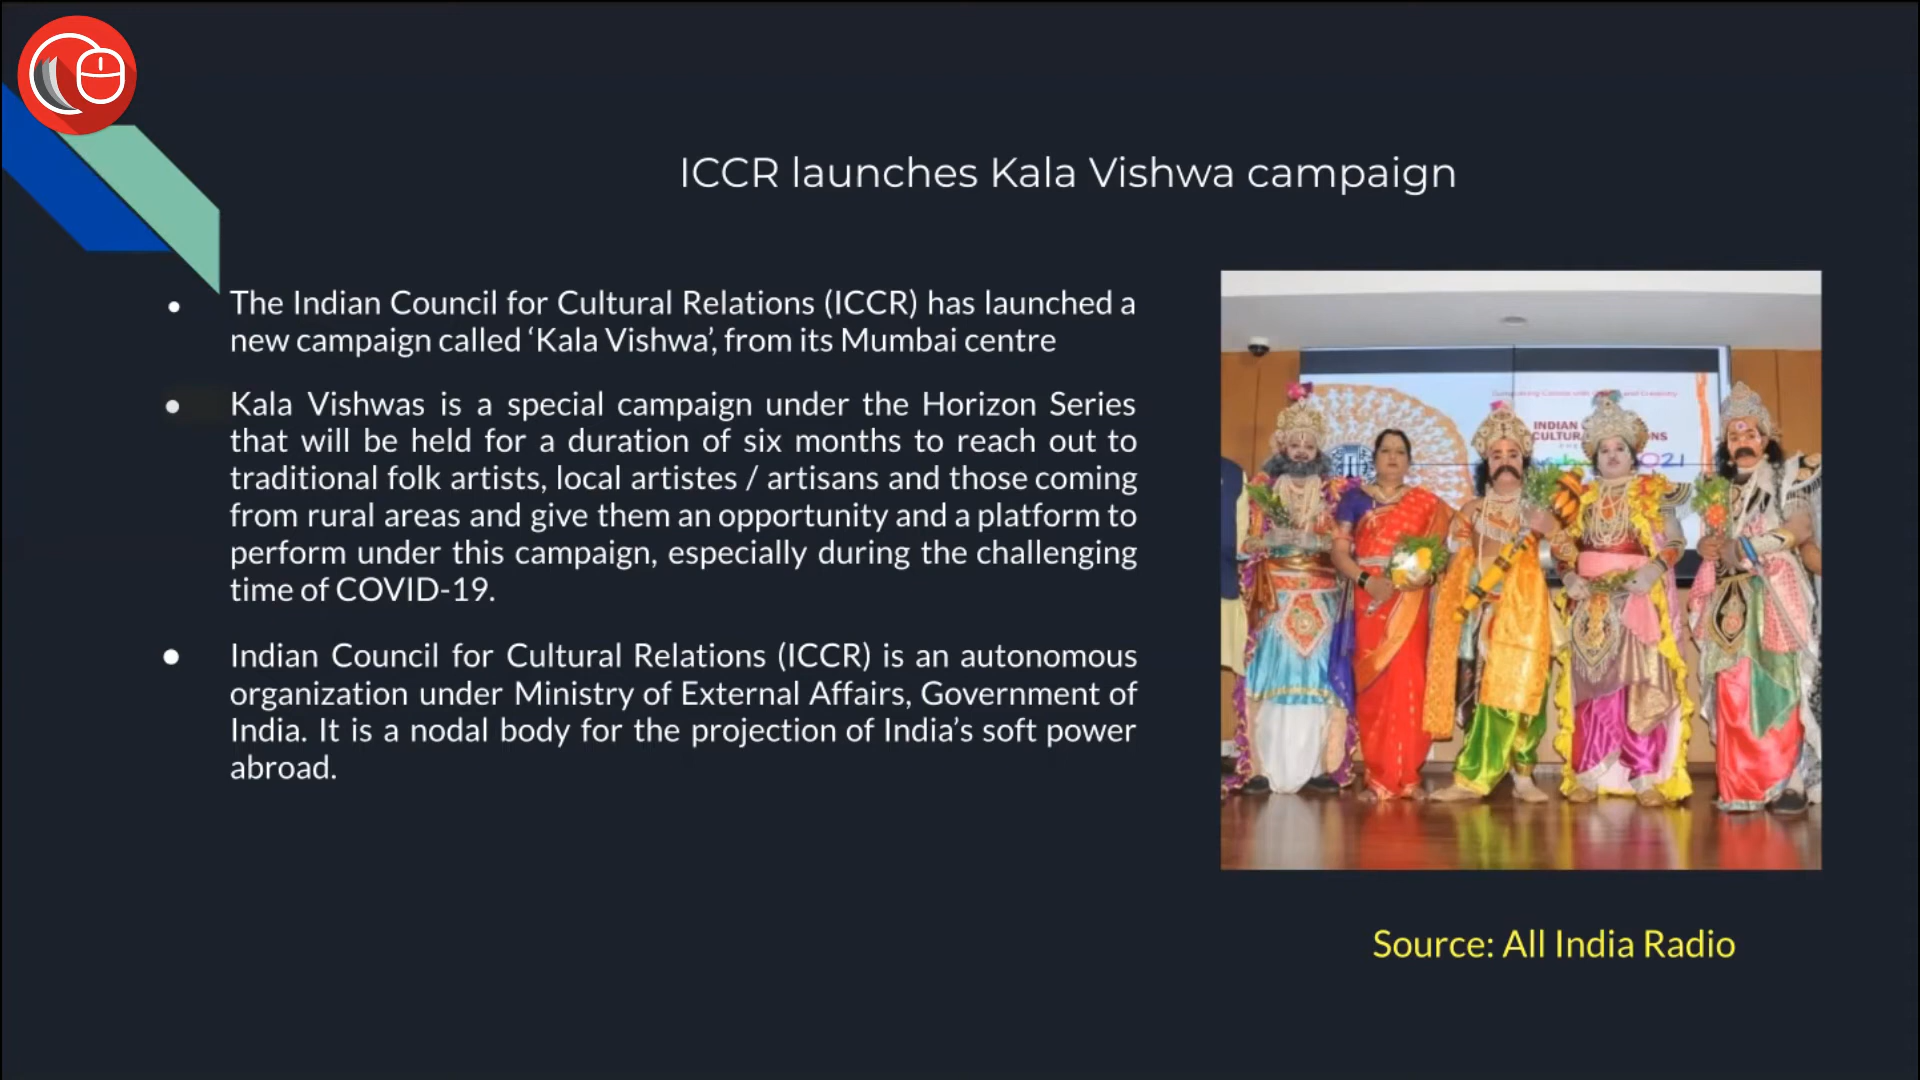 ICCR launches Kala Vishwa campaign
• The Indian Council for Cultural Relations (ICCR) has launched a
new campaign called ‘Kala Vishwa’, from its Mumbai centre
• Kala Vishwas is a special campaign under the Horizon Series
that will be held for a duration of six months to reach out to
traditional folk artists, local artistes / artisans and those coming
from rural areas and give them an opportunity and a platform to
perform under this campaign, especially during the challenging
time of COVID-19.
• Indian Council for Cultural Relations (ICCR) is an autonomous
organization under Ministry of External Affairs, Government of
India. It is a nodal body for the projection of India’s soft power
abroad.
INDIAN
Source: All India Radio